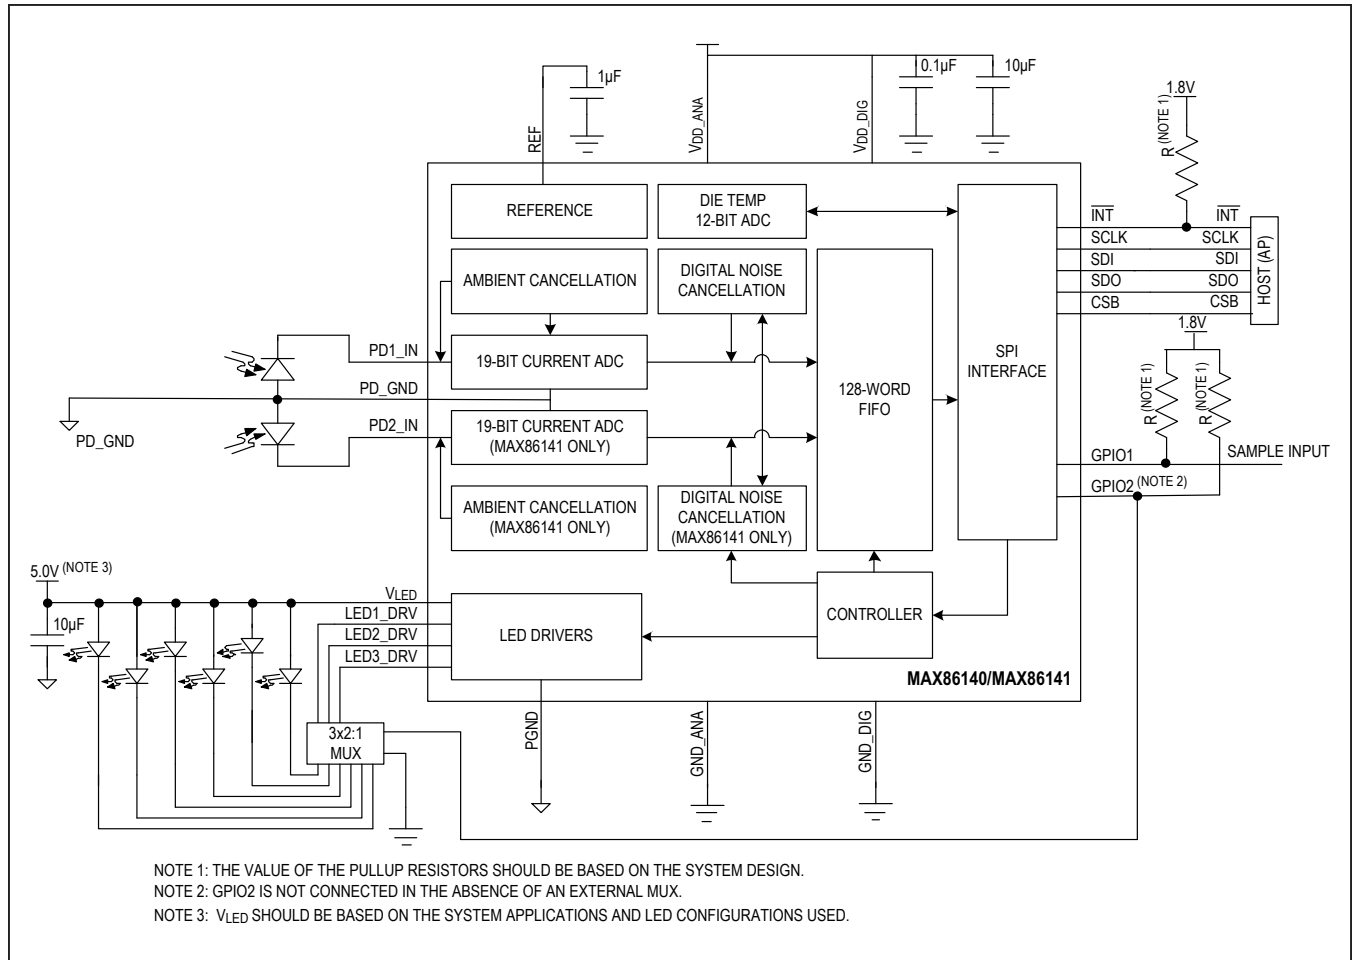 1µF
0.1µF
10µF
1.8V
REF
VDD_ANA
VDD_DIG
R (NOTE 1)
REFERENCE
DIE TEMP
12-BIT ADC
INT
INT
SCLK
SCLK
SDI
SDI
SDO
SDO
CSB
CSB
HOST (AP)
AMBIENT CANCELLATION
DIGITAL NOISE
CANCELLATION
1.8V
PD1_IN
19-BIT CURRENT ADC
SPI
INTERFACE
PD_GND
128-WORD
FIFO
R (NOTE 1)
R (NOTE 1)
PD_GND
PD2_IN
19-BIT CURRENT ADC
(MAX86141 ONLY)
GPIO1
SAMPLE INPUT
GPIO2 (NOTE 2)
AMBIENT CANCELLATION
(MAX86141 ONLY)
DIGITAL NOISE
CANCELLATION
(MAX86141 ONLY)
5.0V (NOTE 3)
VLED
10µF
LED1_DRV
LED2_DRV
LED3_DRV
LED DRIVERS
CONTROLLER
MAX86140/MAX86141
3x2:1
MUX
PGND
GND_ANA
GND_DIG
NOTE 1: THE VALUE OF THE PULLUP RESISTORS SHOULD BE BASED ON THE SYSTEM DESIGN.
NOTE 2: GPIO2 IS NOT CONNECTED IN THE ABSENCE OF AN EXTERNAL MUX.
NOTE 3: VLED SHOULD BE BASED ON THE SYSTEM APPLICATIONS AND LED CONFIGURATIONS USED.